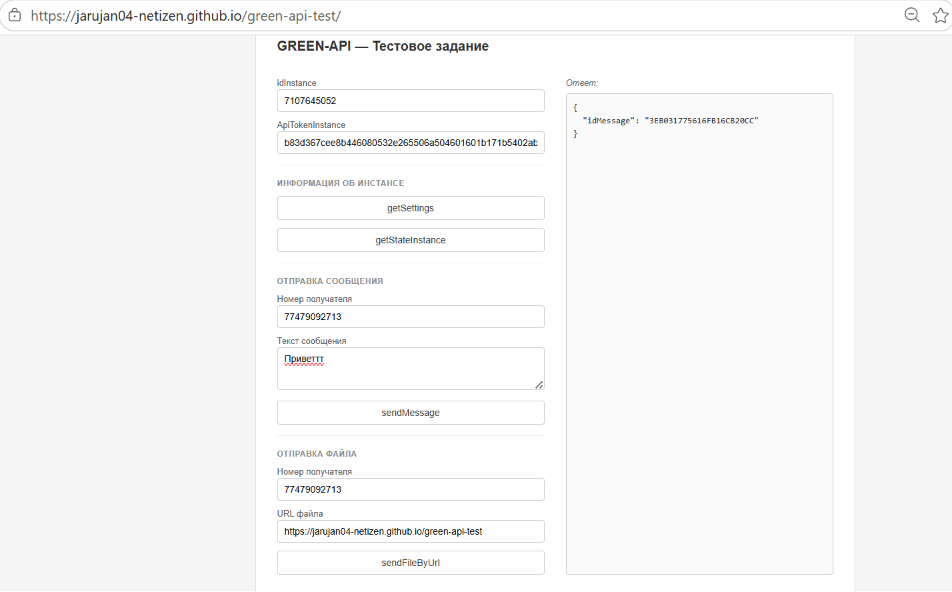 https://jarujan04-netizen.github.io/green-api-test/
GREEN-API — Тестовое задание
idInstance
7107645052
ApiTokenInstance
b83d367cee8b446080532e265506a504601601b171b5402ab
ИНФОРМАЦИЯ ОБ ИНСТАНСЕ
getSettings
getStateInstance
ОТПРАВКА СООБЩЕНИЯ
Номер получателя
77479092713
Текст сообщения
Приветтт
sendMessage
ОТПРАВКА ФАЙЛА
Номер получателя
77479092713
URL файла
https://jarujan04-netizen.github.io/green-api-test
sendFileByUrl
Ответ:
{
"idMessage": "3EB031775616FB16CB20CC"
}